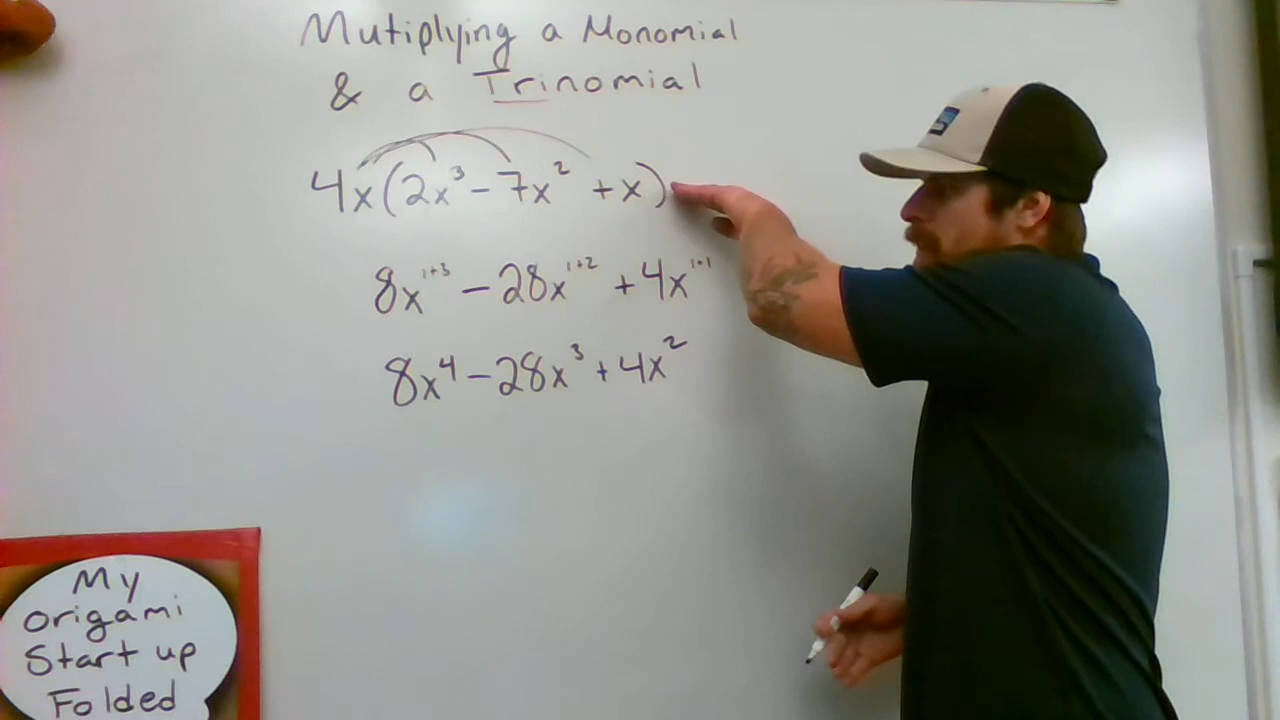 Mutiplying a Monomial
& a Trinomial
4x(2x³ - 7x² + x)
8x¹⁺³ - 28x¹⁺² + 4x¹⁺¹
8x⁴ - 28x³ + 4x²
My
origami
Start up
Folded